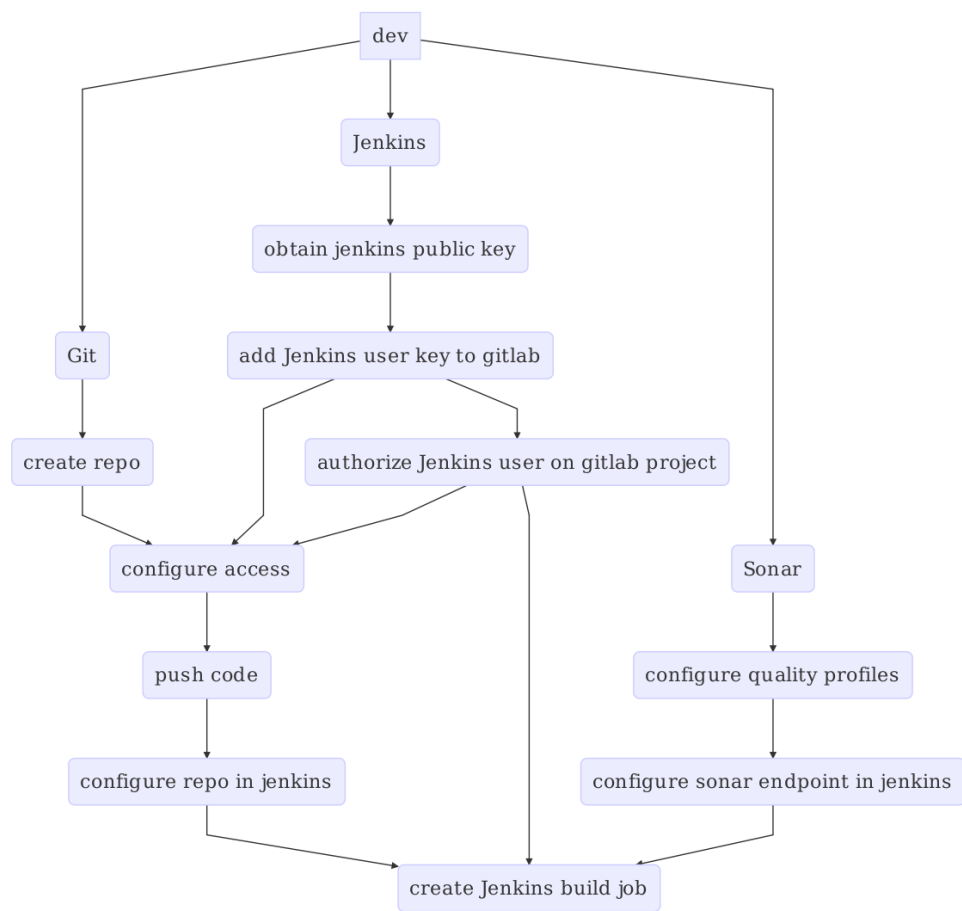 dev
Jenkins
obtain jenkins public key
Git
add Jenkins user key to gitlab
create repo
authorize Jenkins user on gitlab project
configure access
Sonar
push code
configure quality profiles
configure repo in jenkins
configure sonar endpoint in jenkins
create Jenkins build job